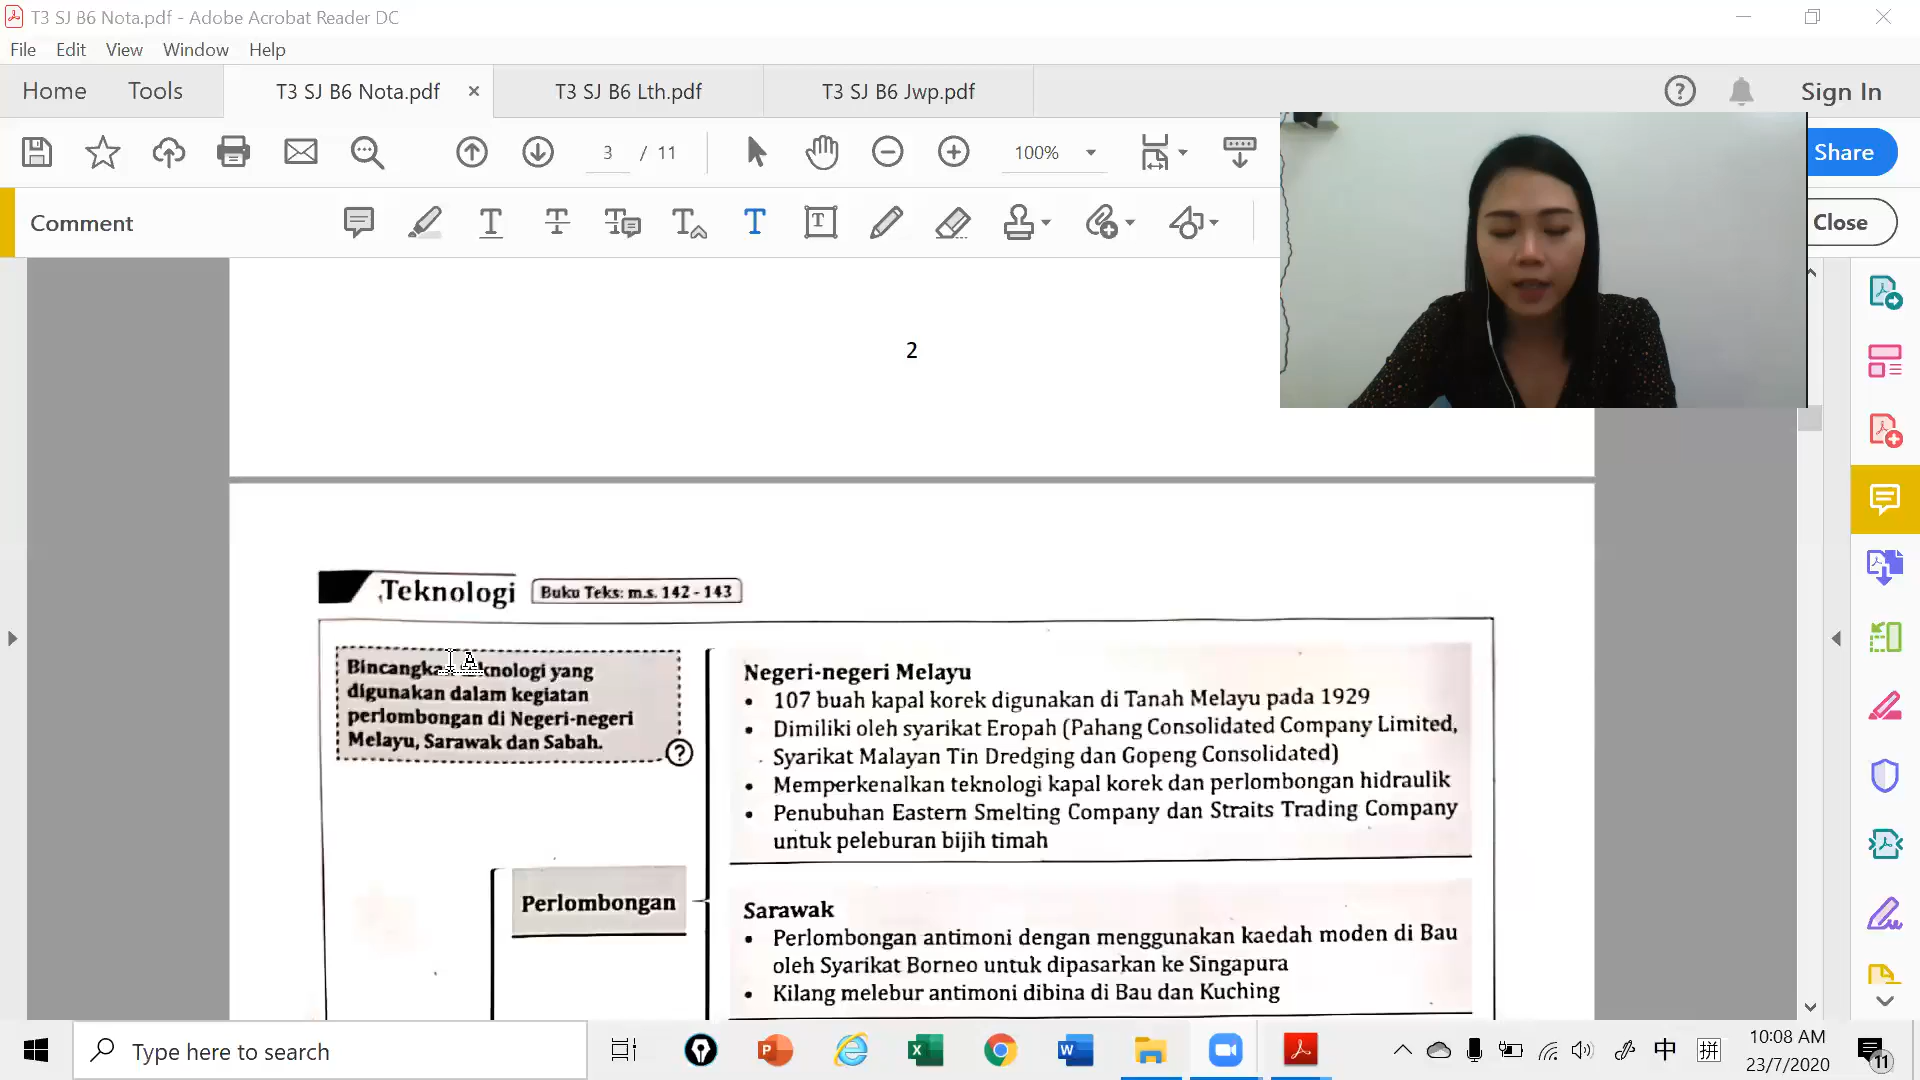 T3 SJ B6 Nota.pdf - Adobe Acrobat Reader DC
File Edit View Window Help
Home Tools T3 SJ B6 Nota.pdf × T3 SJ B6 Lth.pdf T3 SJ B6 Jwp.pdf Sign In
3 / 11 100% Share
Comment Close
2
Teknologi Buku Teks: m.s. 142 - 143
Bincangkan teknologi yang
digunakan dalam kegiatan
perlombongan di Negeri-negeri
Melayu, Sarawak dan Sabah.
?
Negeri-negeri Melayu
• 107 buah kapal korek digunakan di Tanah Melayu pada 1929
• Dimiliki oleh syarikat Eropah (Pahang Consolidated Company Limited,
Syarikat Malayan Tin Dredging dan Gopeng Consolidated)
• Memperkenalkan teknologi kapal korek dan perlombongan hidraulik
• Penubuhan Eastern Smelting Company dan Straits Trading Company
untuk peleburan bijih timah
Perlombongan
Sarawak
• Perlombongan antimoni dengan menggunakan kaedah moden di Bau
oleh Syarikat Borneo untuk dipasarkan ke Singapura
• Kilang melebur antimoni dibina di Bau dan Kuching
Type here to search
中 拼
10:08 AM
23/7/2020
11